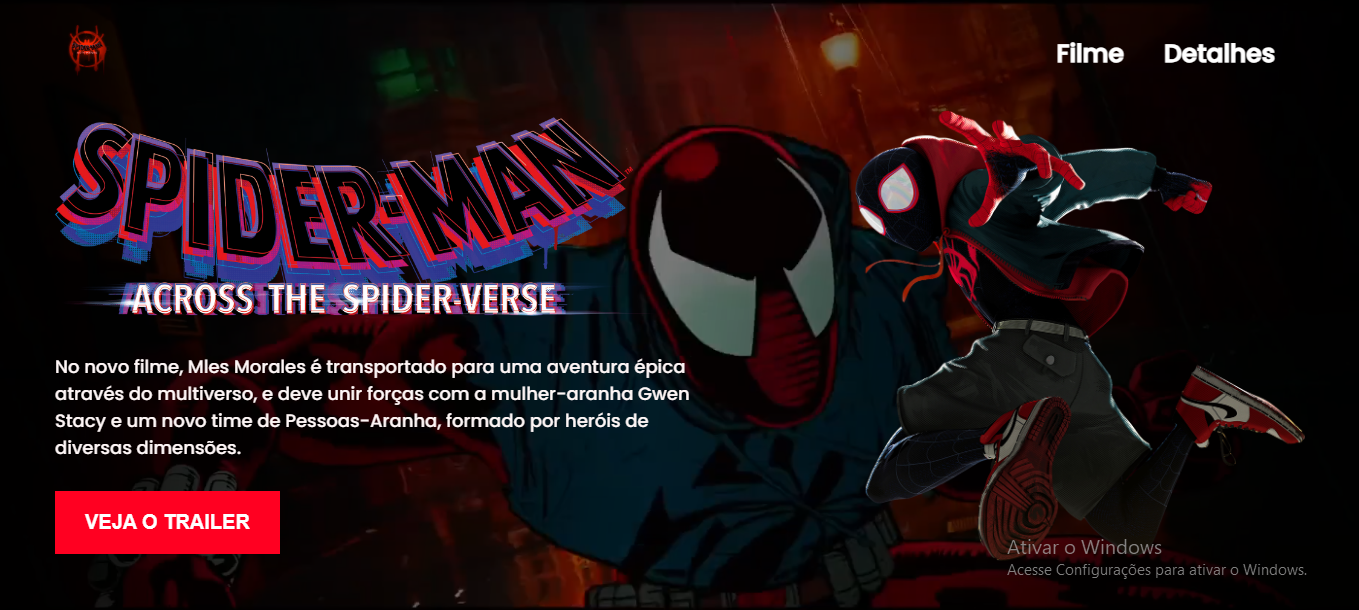 Filme Detalhes
SPIDER-MAN
ACROSS THE SPIDER-VERSE
No novo filme, Mles Morales é transportado para uma aventura épica
através do multiverso, e deve unir forças com a mulher-aranha Gwen
Stacy e um novo time de Pessoas-Aranha, formado por heróis de
diversas dimensões.
VEJA O TRAILER
Ativar o Windows
Acesse Configurações para ativar o Windows.